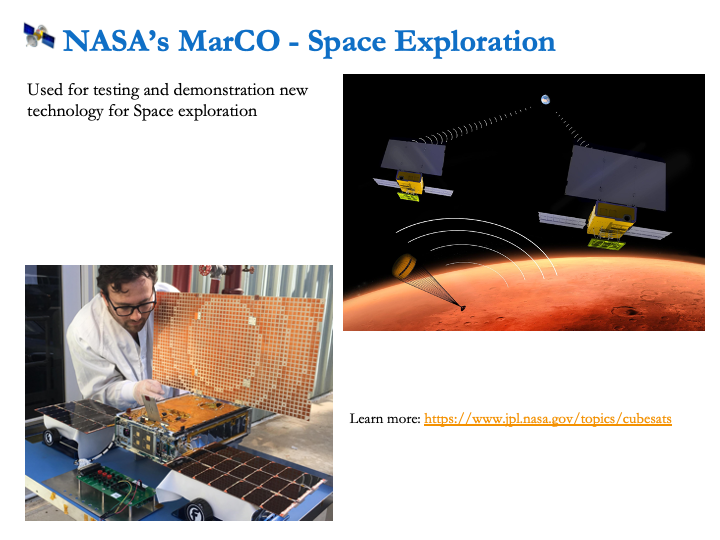 NASA’s MarCO - Space Exploration
Used for testing and demonstration new
technology for Space exploration
Learn more: https://www.jpl.nasa.gov/topics/cubesats